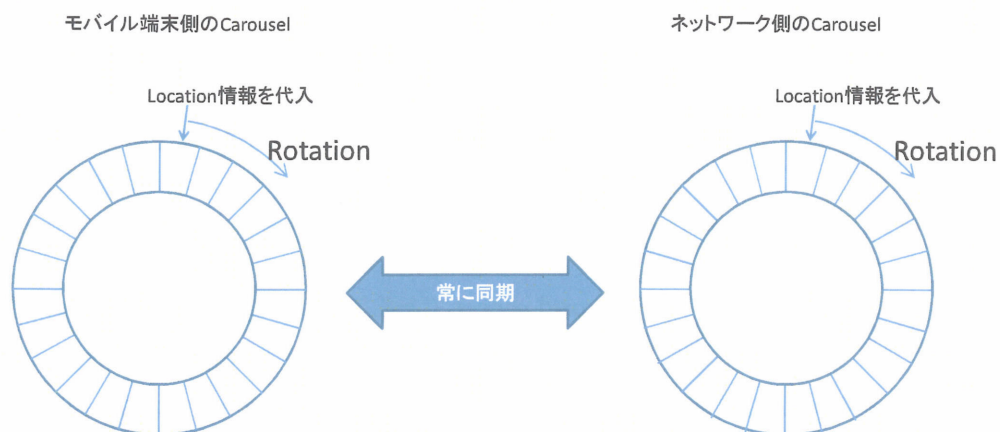 モバイル端末側のCarousel
ネットワーク側のCarousel
Location情報を代入
Location情報を代入
Rotation
Rotation
常に同期